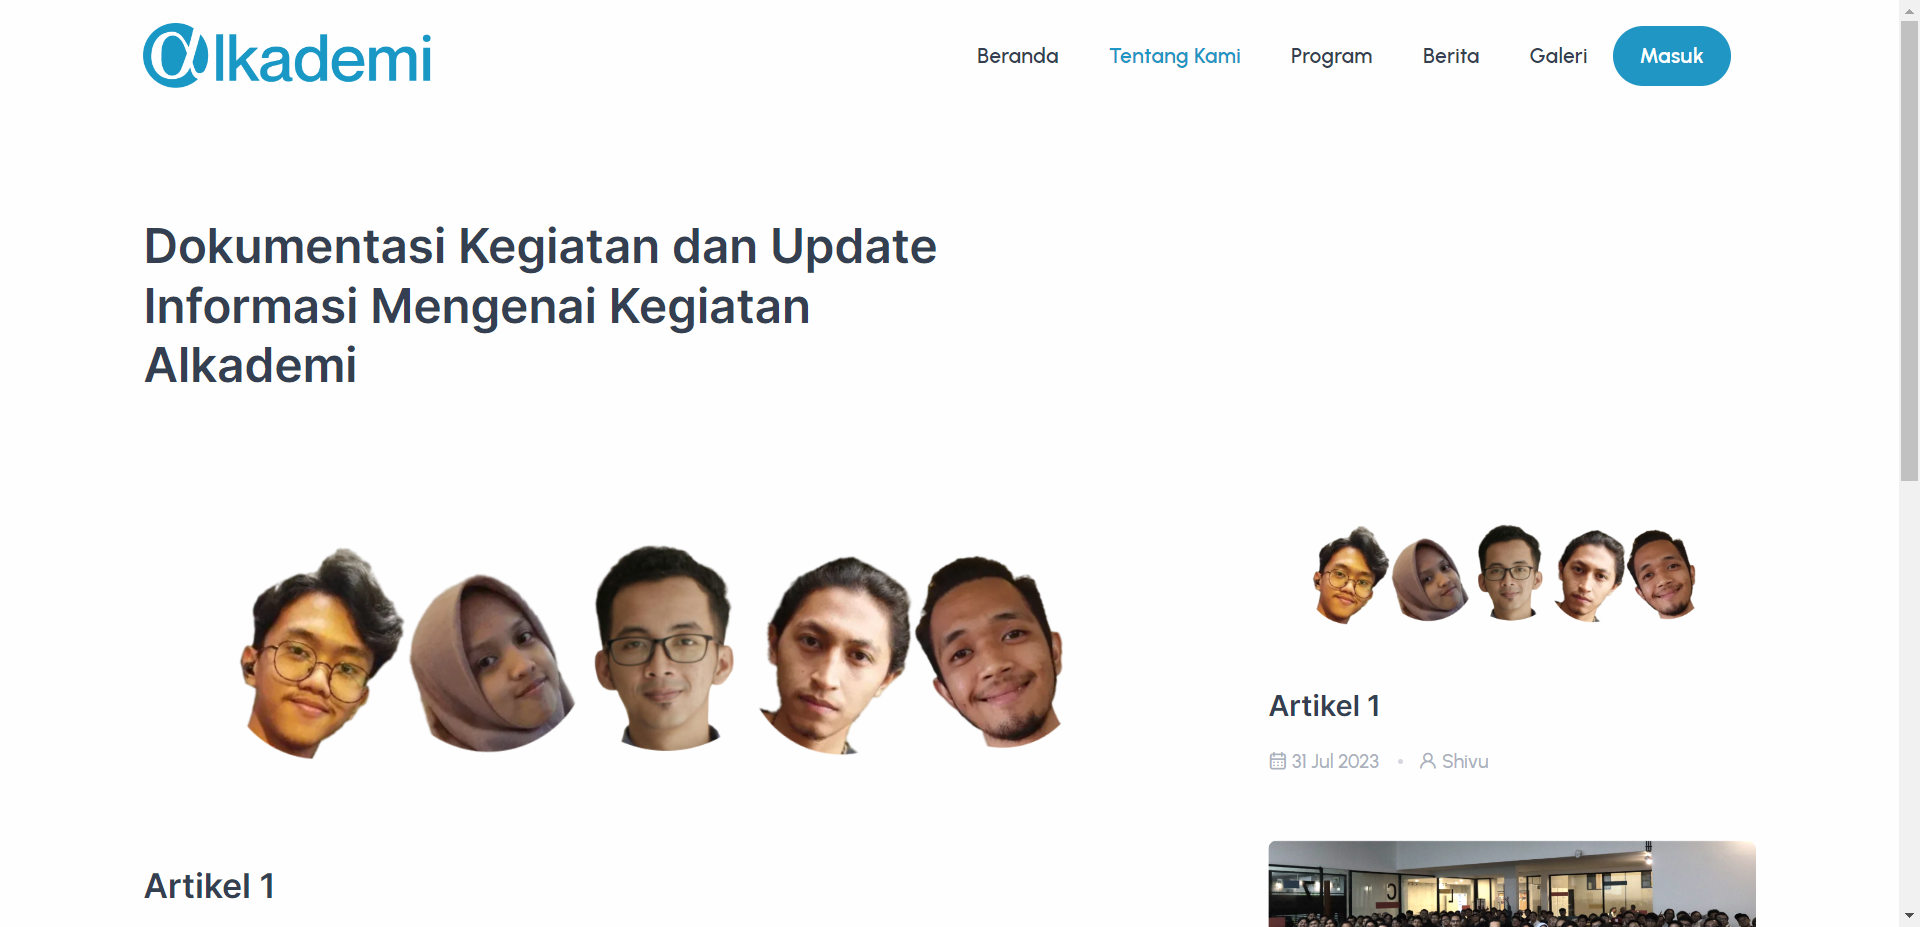 @lkademi
Beranda
Tentang Kami
Program
Berita
Galeri
Masuk
Dokumentasi Kegiatan dan Update
Informasi Mengenai Kegiatan
Alkademi
Artikel 1
31 Jul 2023
Shivu
Artikel 1